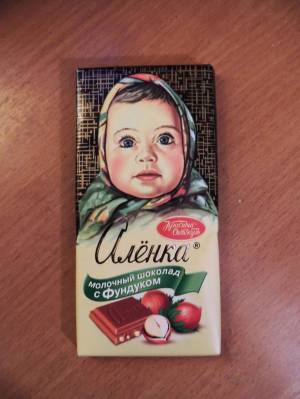 Красный
Октябрь
Алёнка®
МОЛОЧНЫЙ ШОКОЛАД
с Фундуком